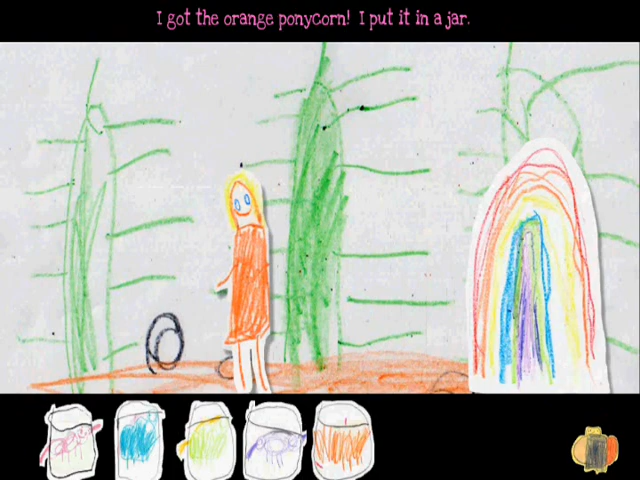 I got the orange ponycorn! I put it in a jar.